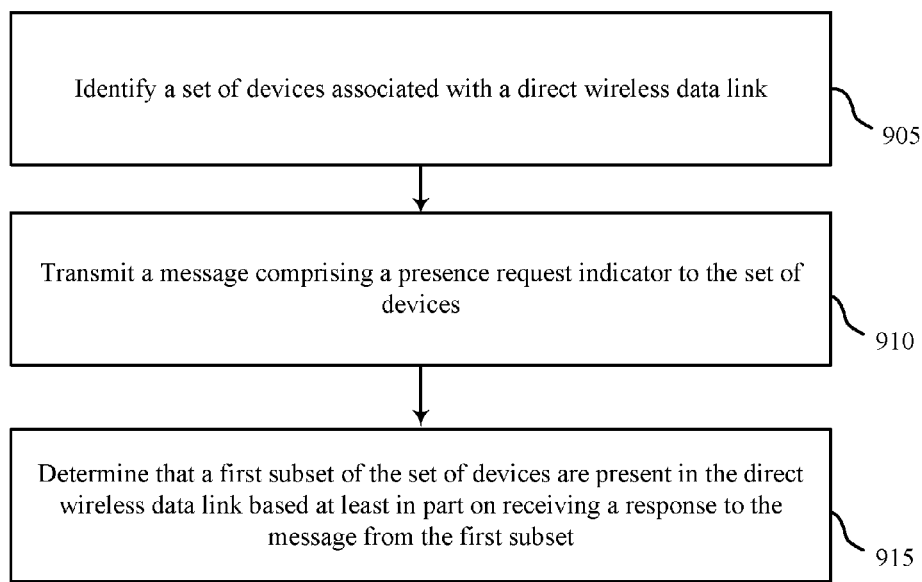 Identify a set of devices associated with a direct wireless data link
905
Transmit a message comprising a presence request indicator to the set of
devices
910
Determine that a first subset of the set of devices are present in the direct
wireless data link based at least in part on receiving a response to the
message from the first subset
915